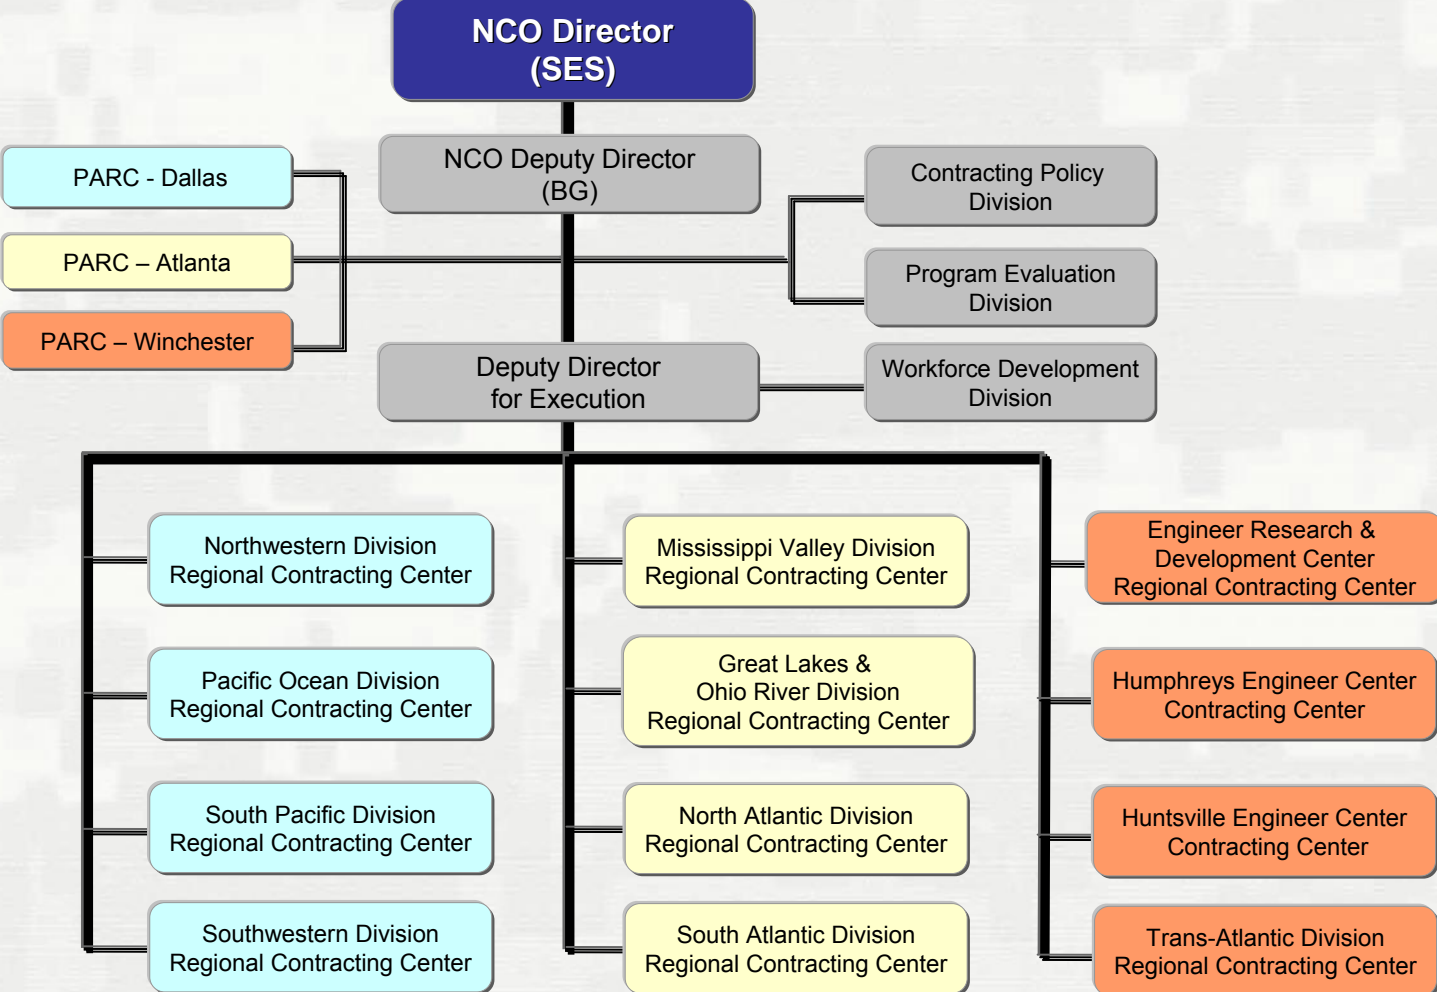 NCO Director
(SES)
NCO Deputy Director
(BG)
PARC - Dallas
PARC – Atlanta
PARC – Winchester
Contracting Policy
Division
Program Evaluation
Division
Deputy Director
for Execution
Workforce Development
Division
Northwestern Division
Regional Contracting Center
Pacific Ocean Division
Regional Contracting Center
South Pacific Division
Regional Contracting Center
Southwestern Division
Regional Contracting Center
Mississippi Valley Division
Regional Contracting Center
Great Lakes &
Ohio River Division
Regional Contracting Center
North Atlantic Division
Regional Contracting Center
South Atlantic Division
Regional Contracting Center
Engineer Research &
Development Center
Regional Contracting Center
Humphreys Engineer Center
Contracting Center
Huntsville Engineer Center
Contracting Center
Trans-Atlantic Division
Regional Contracting Center